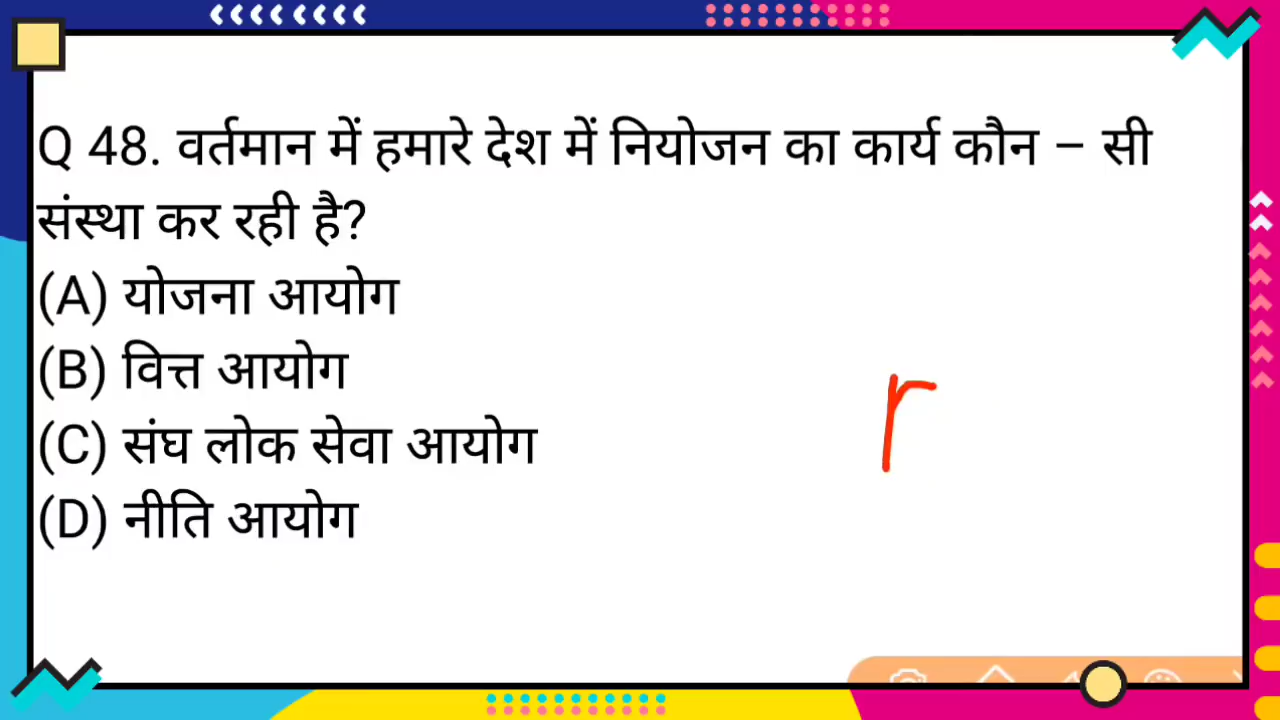 Q 48. वर्तमान में हमारे देश में नियोजन का कार्य कौन – सी
संस्था कर रही है?
(A) योजना आयोग
(B) वित्त आयोग
(C) संघ लोक सेवा आयोग
(D) नीति आयोग
r